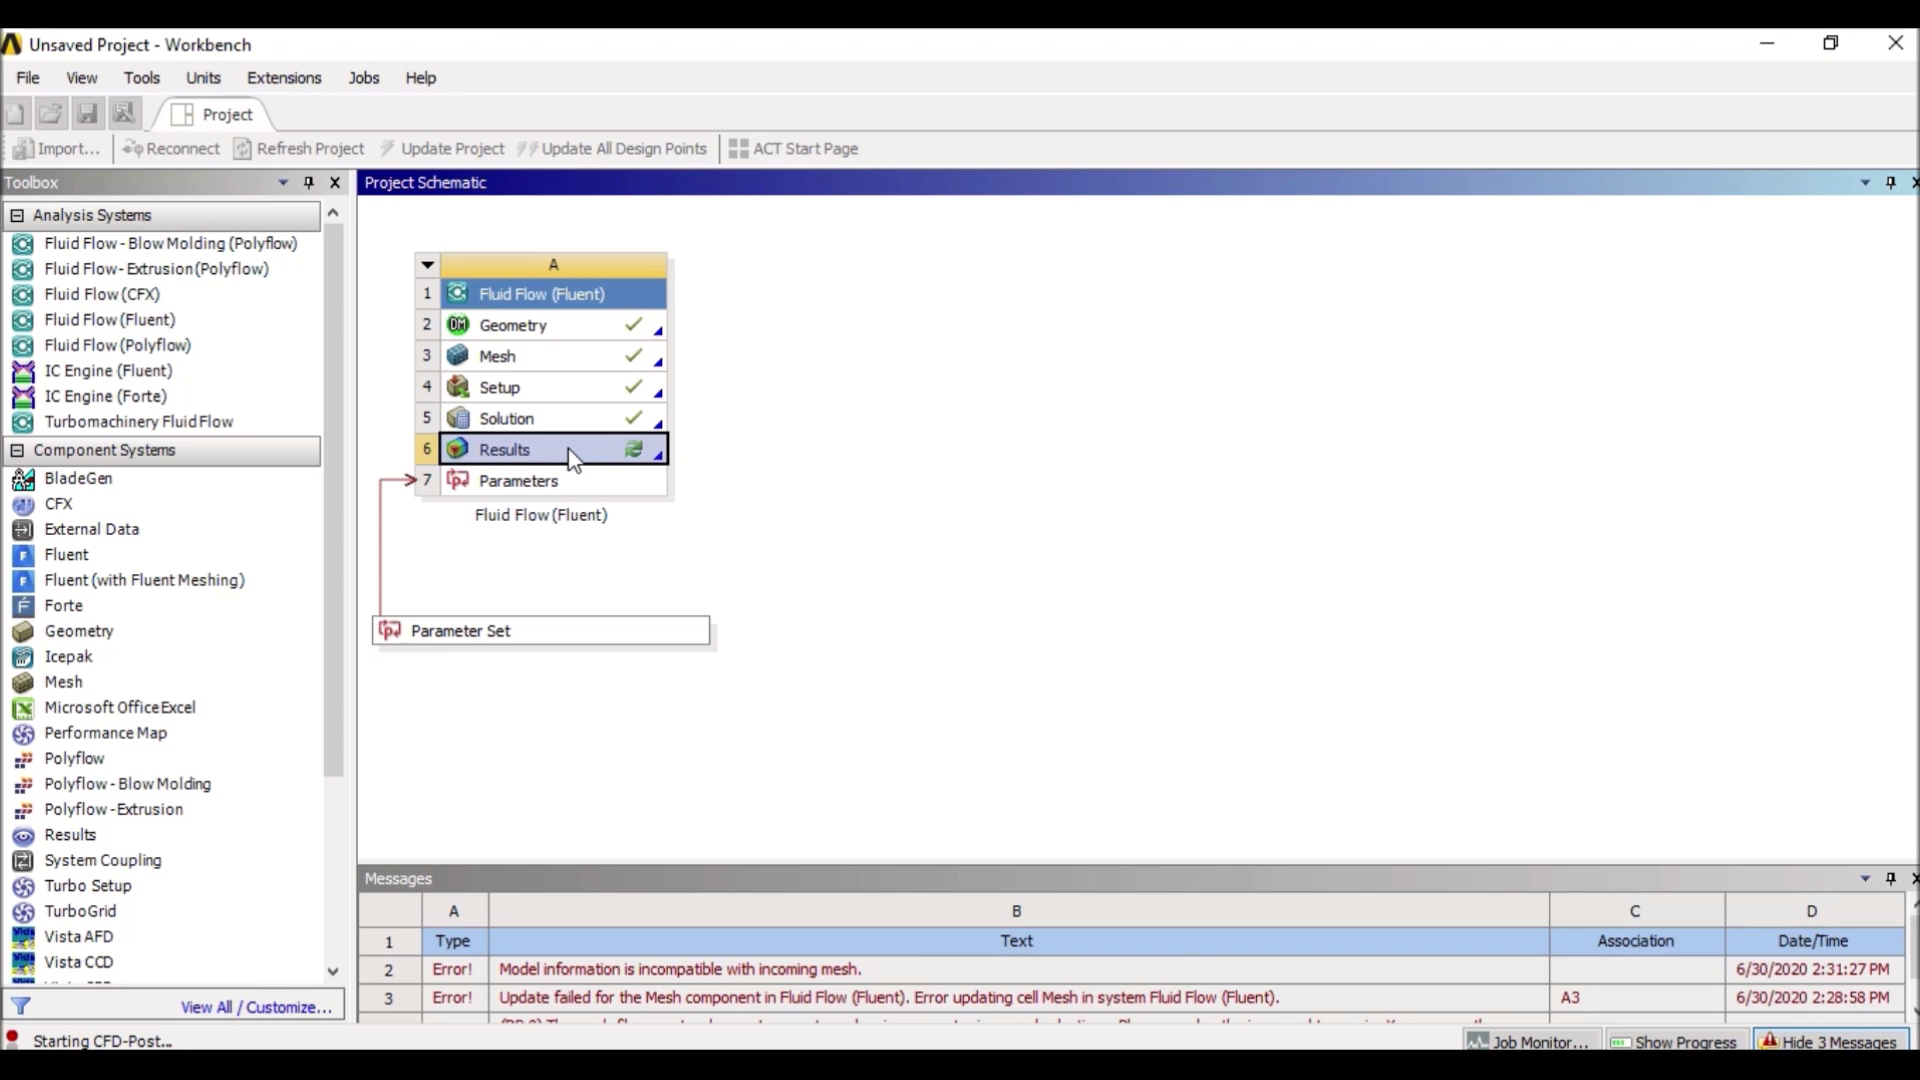 Unsaved Project - Workbench
File View Tools Units Extensions Jobs Help
Project
Import... Reconnect Refresh Project Update Project Update All Design Points ACT Start Page
Toolbox
Project Schematic
Analysis Systems
Fluid Flow - Blow Molding (Polyflow)
Fluid Flow - Extrusion (Polyflow)
Fluid Flow (CFX)
Fluid Flow (Fluent)
Fluid Flow (Polyflow)
IC Engine (Fluent)
IC Engine (Forte)
Turbomachinery Fluid Flow
Component Systems
BladeGen
CFX
External Data
Fluent
Fluent (with Fluent Meshing)
Forte
Geometry
Icepak
Mesh
Microsoft Office Excel
Performance Map
Polyflow
Polyflow - Blow Molding
Polyflow - Extrusion
Results
System Coupling
Turbo Setup
TurboGrid
Vista AFD
Vista CCD
View All / Customize...
A
1 Fluid Flow (Fluent)
2 Geometry
3 Mesh
4 Setup
5 Solution
6 Results
7 Parameters
Fluid Flow (Fluent)
Parameter Set
Messages
A B C D
1 Type Text Association Date/Time
2 Error! Model information is incompatible with incoming mesh. 6/30/2020 2:31:27 PM
3 Error! Update failed for the Mesh component in Fluid Flow (Fluent). Error updating cell Mesh in system Fluid Flow (Fluent). A3 6/30/2020 2:28:58 PM
Starting CFD-Post... Job Monitor... Show Progress Hide 3 Messages